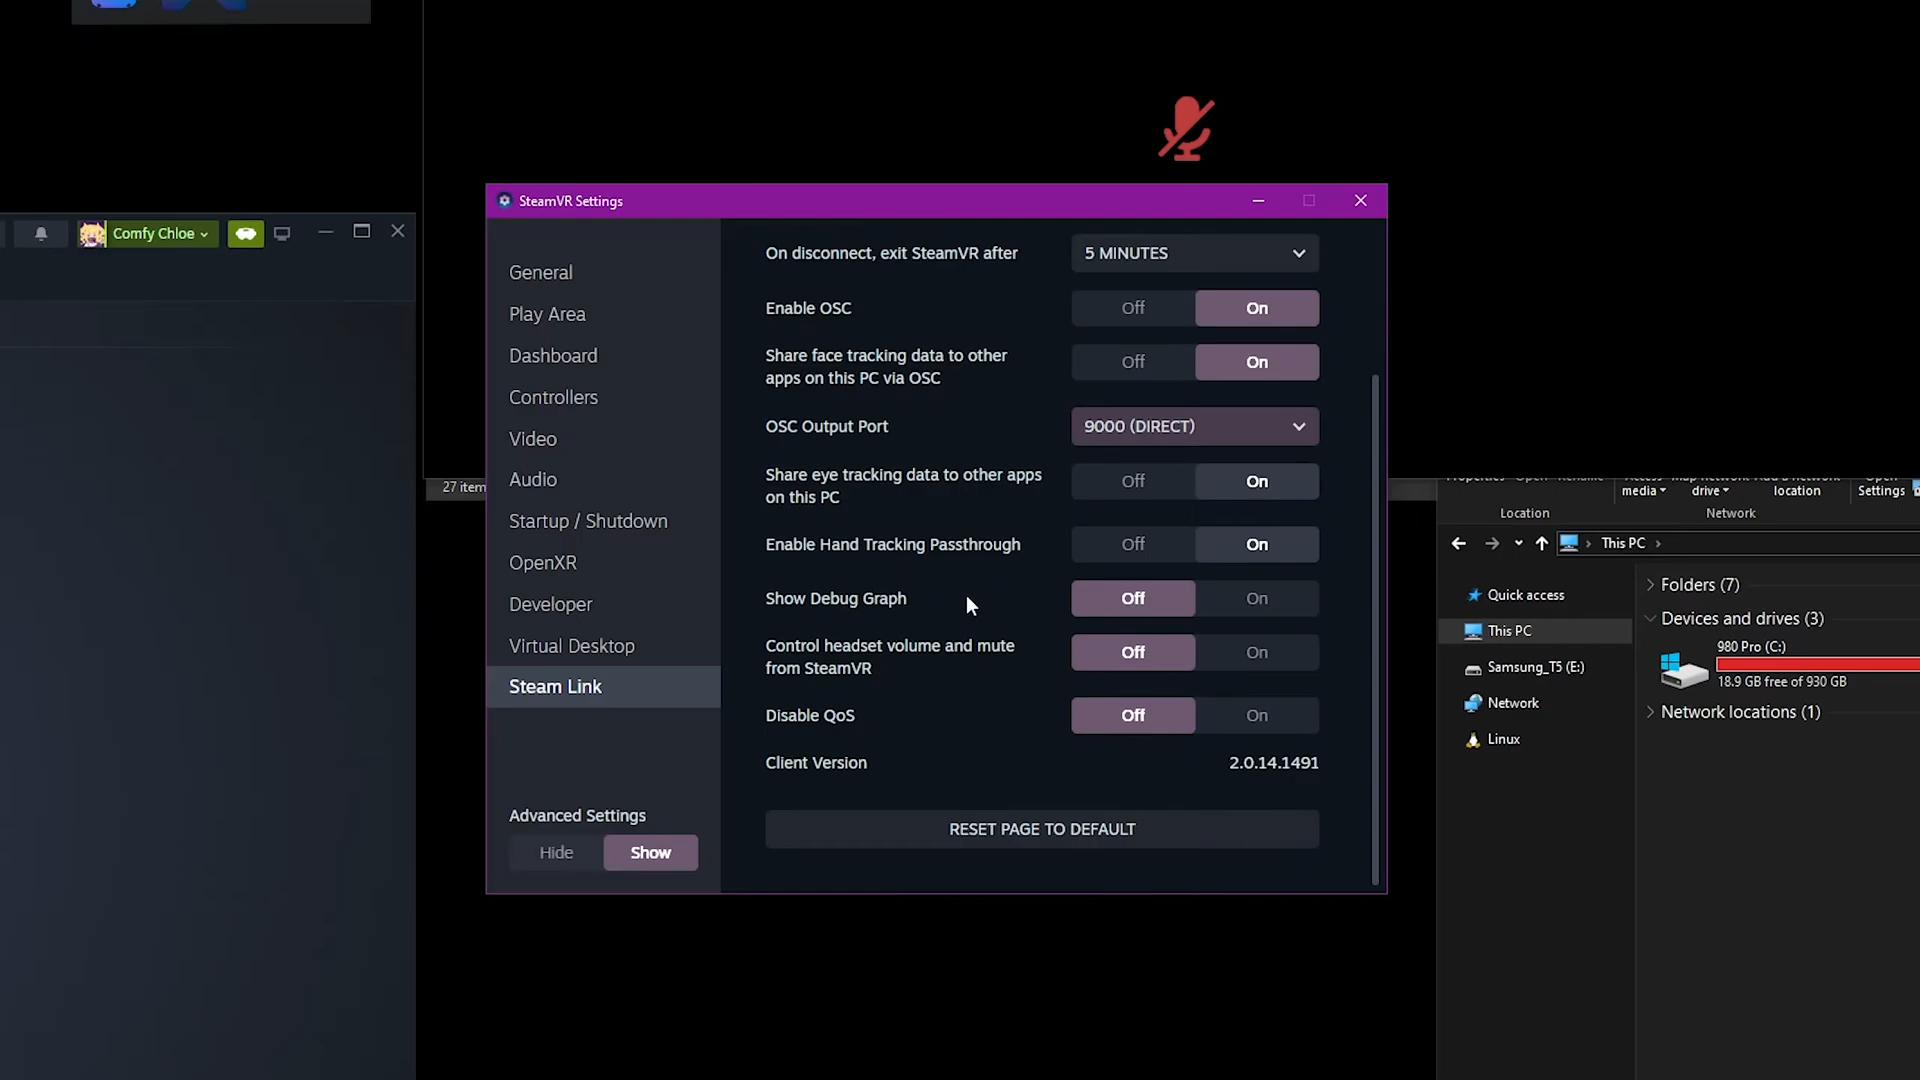 Comfy Chloe
SteamVR Settings
General
Play Area
Dashboard
Controllers
Video
Audio
Startup / Shutdown
OpenXR
Developer
Virtual Desktop
Steam Link
Advanced Settings
Hide
Show
On disconnect, exit SteamVR after
5 MINUTES
Enable OSC
Off
On
Share face tracking data to other
apps on this PC via OSC
Off
On
OSC Output Port
9000 (DIRECT)
Share eye tracking data to other apps
on this PC
Off
On
Enable Hand Tracking Passthrough
Off
On
Show Debug Graph
Off
On
Control headset volume and mute
from SteamVR
Off
On
Disable QoS
Off
On
Client Version
2.0.14.1491
RESET PAGE TO DEFAULT
27 item
media
drive
location
Settings
Location
Network
This PC
Quick access
This PC
Samsung_T5 (E:)
Network
Linux
Folders (7)
Devices and drives (3)
980 Pro (C:)
18.9 GB free of 930 GB
Network locations (1)